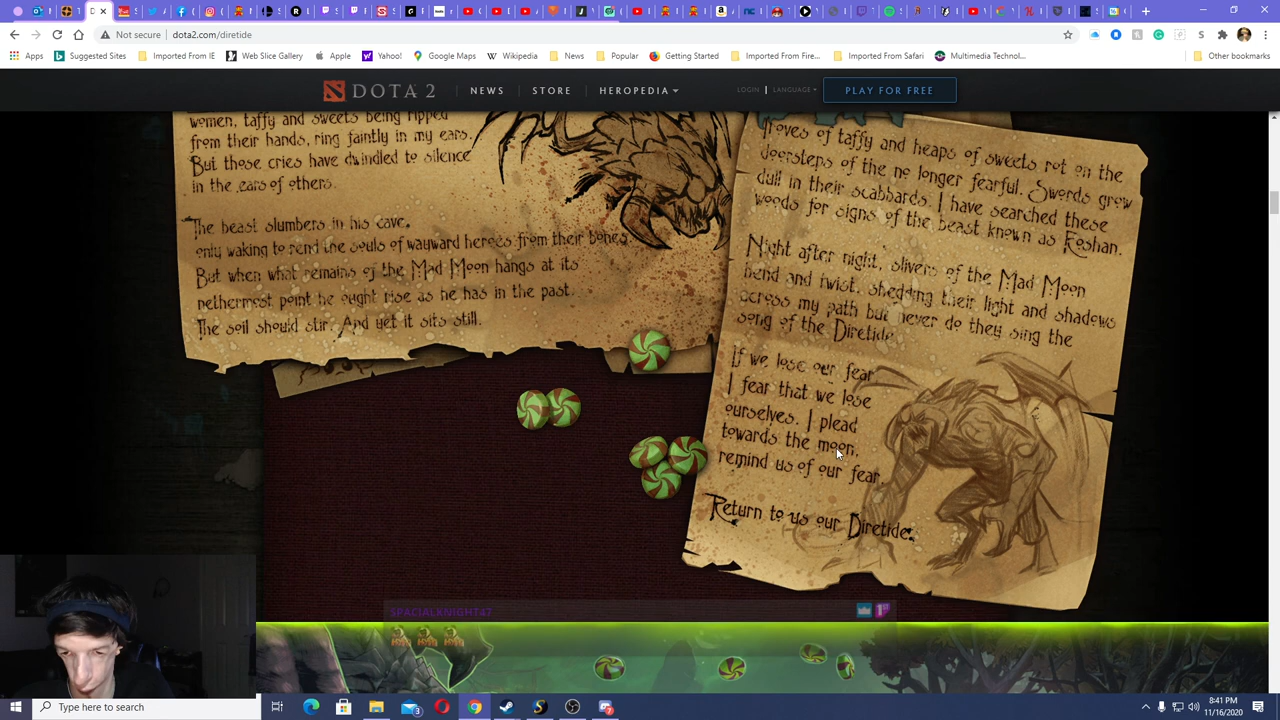 Not secure | dota2.com/diretide
Apps
Suggested Sites
Imported From IE
Web Slice Gallery
Apple
Yahoo!
Google Maps
Wikipedia
News
Popular
Getting Started
Imported From Fire...
Imported From Safari
Multimedia Technol...
Other bookmarks
DOTA 2
NEWS
STORE
HEROPEDIA
LOGIN
LANGUAGE
PLAY FOR FREE
women, taffy and sweets being ripped
from their hands, ring faintly in my ears.
But those cries have dwindled to silence
in the ears of others.
The beast slumbers in his cave,
only waking to rend the souls of wayward heroes from their bones.
But when what remains of the Mad Moon hangs at its
nethermost point he ought rise as he has in the past.
The soil should stir. And yet it sits still.
Troves of taffy and heaps of sweets rot on the
doorsteps of the no longer fearful. Swords grow
dull in their scabbards. I have searched these
woods for signs of the beast known as Roshan.
Night after night, slivers of the Mad Moon
bend and twist, shedding their light and shadows
across my path but never do they sing the
song of the Diretide.
If we lose our fear
I fear that we lose
ourselves. I plead
towards the moon,
remind us of our fear.
Return to us our Diretide.
SPACIALKNIGHT47
Type here to search
3
7
8:41 PM
11/16/2020